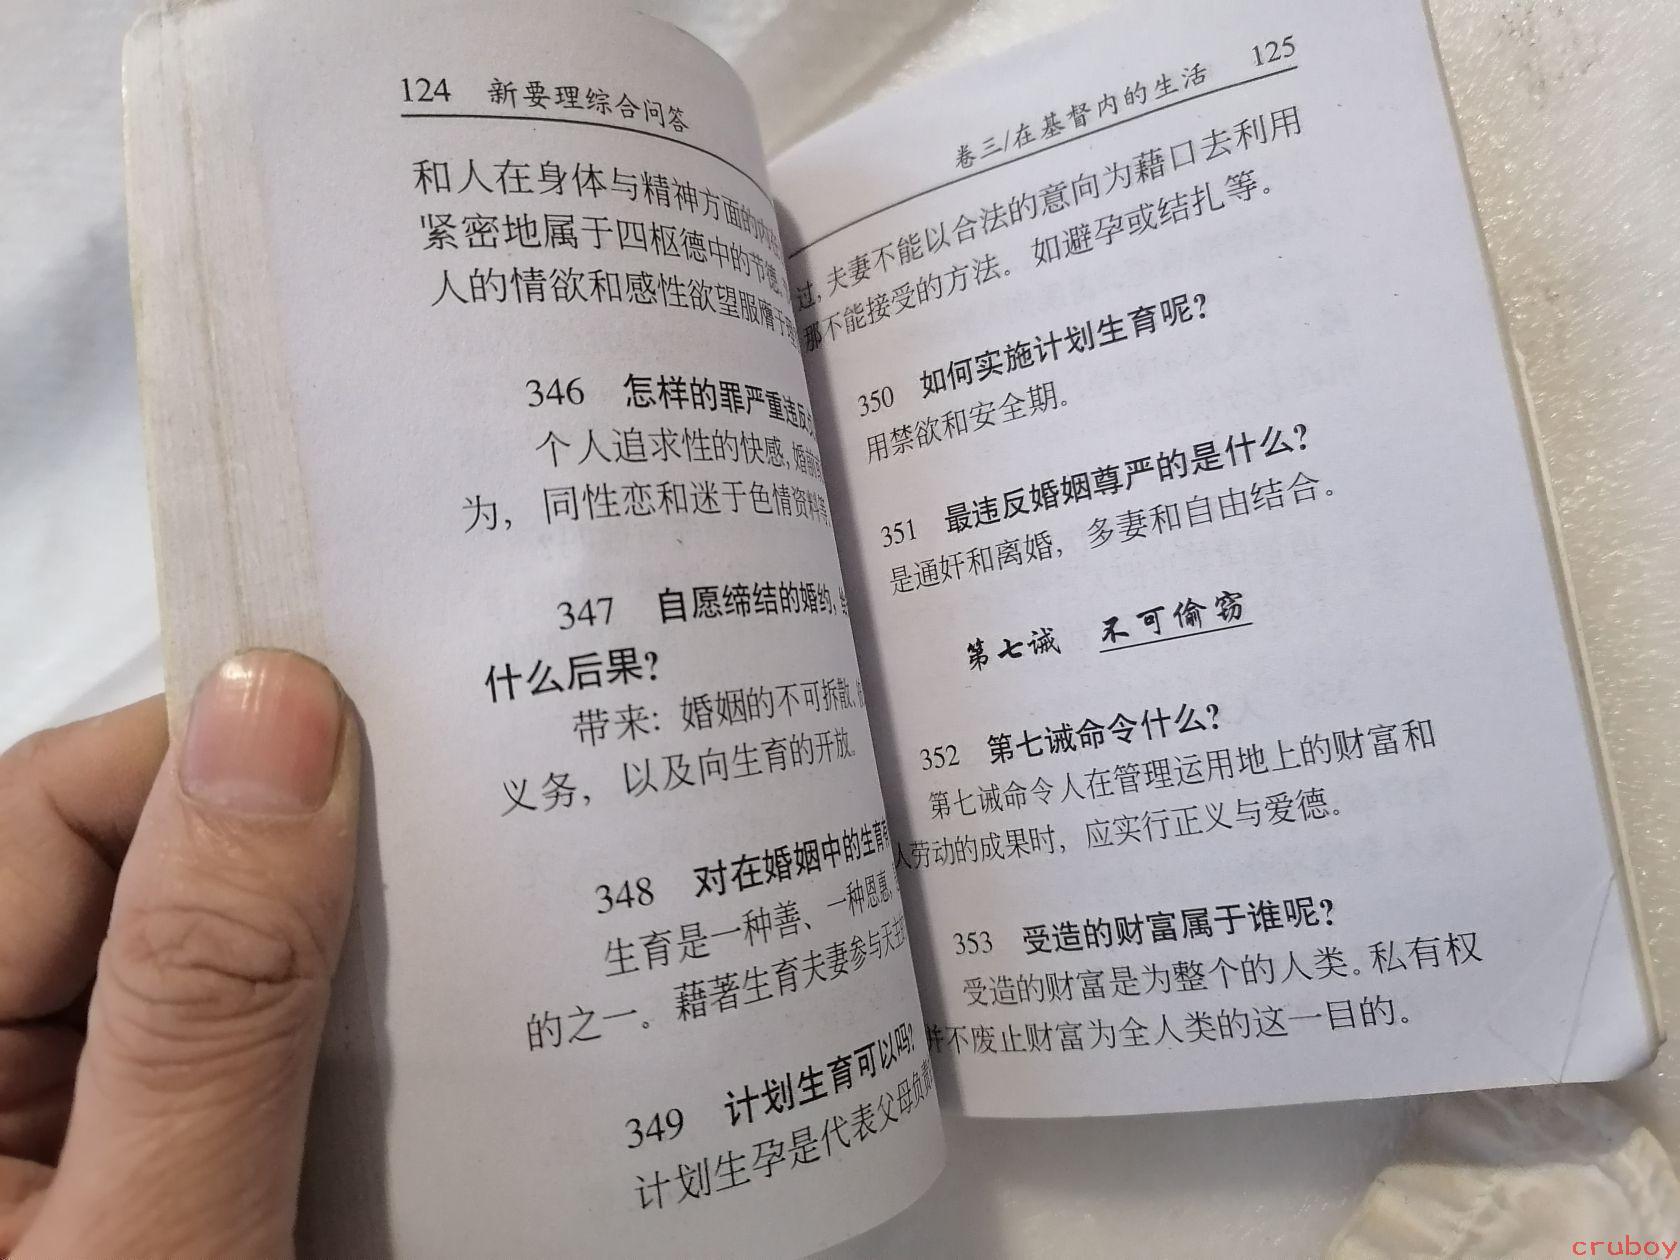 124 新要理综合问答
和人在身体与精神方面的内在
紧密地属于四枢德中的节德,
人的情欲和感性欲望服膺于理
346 怎样的罪严重违反
个人追求性的快感,婚前
为, 同性恋和迷于色情资料等
347 自愿缔结的婚约,
什么后果?
带来: 婚姻的不可拆散、
义务, 以及向生育的开放。
348 对在婚姻中的生育
生育是一种善、一种恩惠,
的之一。藉著生育夫妻参与天主
349 计划生育可以吗?
计划生孕是代表父母负责
卷三/在基督内的生活 125
过, 夫妻不能以合法的意向为藉口去利用
那不能接受的方法。如避孕或结扎等。
350 如何实施计划生育呢?
用禁欲和安全期。
351 最违反婚姻尊严的是什么?
是通奸和离婚, 多妻和自由结合。
第七诫 不可偷窃
352 第七诫命令什么?
第七诫命令人在管理运用地上的财富和
人劳动的成果时, 应实行正义与爱德。
353 受造的财富属于谁呢?
受造的财富是为整个的人类。私有权
并不废止财富为全人类的这一目的。
cruboy